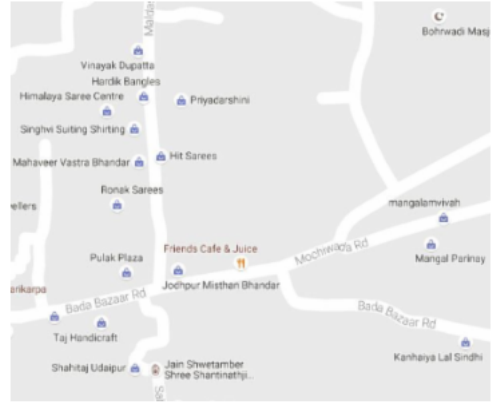 Maldas
Bohrwadi Masj
Vinayak Dupatta
Hardik Bangles
Himalaya Saree Centre
Priyadarshini
Singhvi Suiting Shirting
Mahaveer Vastra Bhandar
Hit Sarees
Ronak Sarees
ellers
mangalamvivah
Friends Cafe & Juice
Mochiwada Rd
Mangal Parinay
Pulak Plaza
Jodhpur Misthan Bhandar
arikarpa
Bada Bazaar Rd
Bada Bazaar Rd
Taj Handicraft
Kanhaiya Lal Sindhi
Shahitaj Udaipur
Jain Shwetamber
Shree Shantinathji...